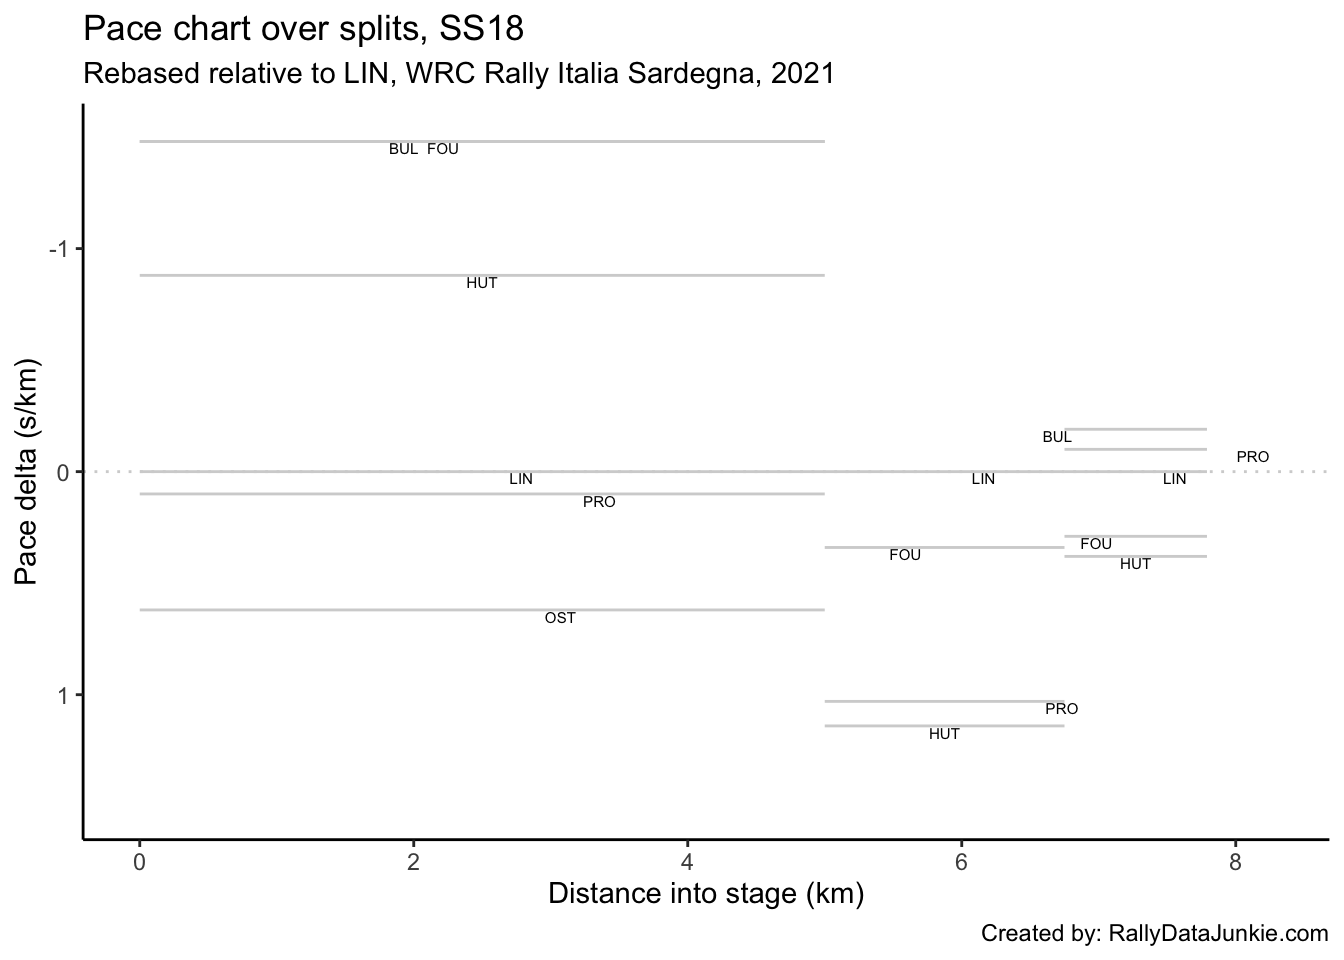 Pace chart over splits, SS18
Rebased relative to LIN, WRC Rally Italia Sardegna, 2021
BUL FOU
-1
HUT
BUL
PRO
0
LIN LIN LIN
PRO
FOU
FOU
HUT
OST
1
PRO
HUT
Pace delta (s/km)
0 2 4 6 8
Distance into stage (km)
Created by: RallyDataJunkie.com